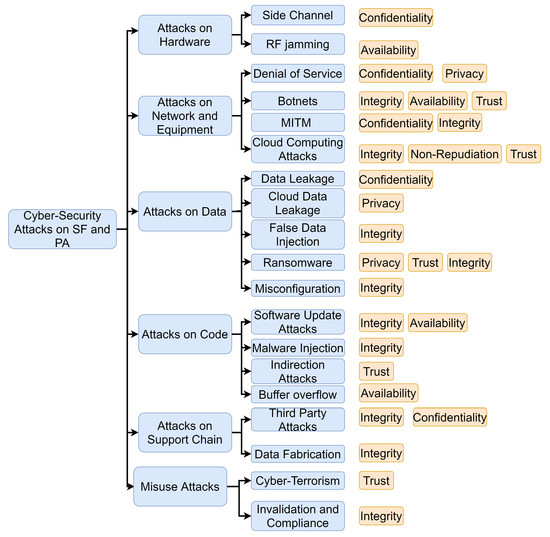 Cyber-Security
Attacks on SF and
PA
Attacks on
Hardware
Side Channel
Confidentiality
RF jamming
Availability
Attacks on
Network and
Equipment
Denial of Service
Confidentiality
Privacy
Botnets
Integrity
Availability
Trust
MITM
Confidentiality
Integrity
Cloud Computing
Attacks
Integrity
Non-Repudiation
Trust
Attacks on Data
Data Leakage
Confidentiality
Cloud Data
Leakage
Privacy
False Data
Injection
Integrity
Ransomware
Privacy
Trust
Integrity
Misconfiguration
Integrity
Attacks on Code
Software Update
Attacks
Integrity
Availability
Malware Injection
Integrity
Indirection
Attacks
Trust
Buffer overflow
Availability
Attacks on
Support Chain
Third Party
Attacks
Integrity
Confidentiality
Data Fabrication
Integrity
Misuse Attacks
Cyber-Terrorism
Trust
Invalidation and
Compliance
Integrity